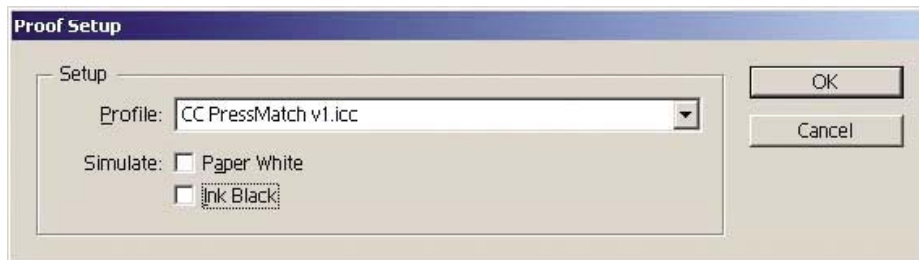 Proof Setup
Setup
Profile: CC PressMatch v1.icc
Simulate: Paper White
Ink Black
OK
Cancel